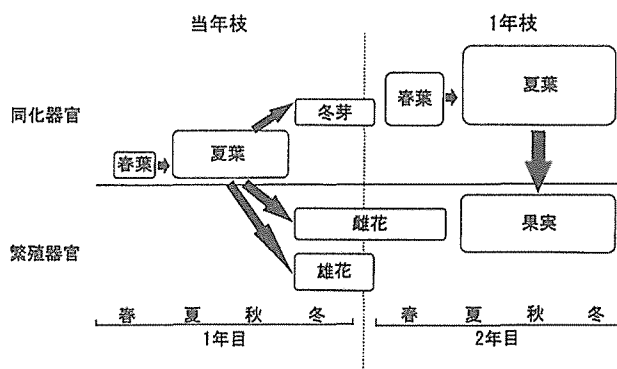 当年枝
1年枝
同化器官
春葉
夏葉
冬芽
春葉
夏葉
繁殖器官
雌花
雄花
果実
春 夏 秋 冬
1年目
春 夏 秋 冬
2年目